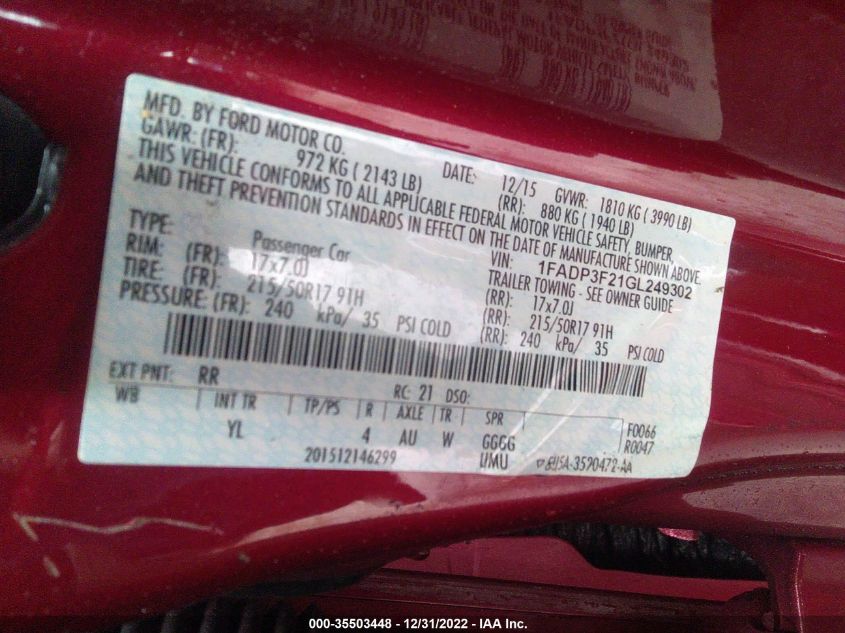 MFD. BY FORD MOTOR CO.
DATE: 12/15 GVWR: 1810 KG ( 3990 LB)
GAWR: (FR): 972 KG ( 2143 LB) (RR): 880 KG ( 1940 LB)
THIS VEHICLE CONFORMS TO ALL APPLICABLE FEDERAL MOTOR VEHICLE SAFETY, BUMPER,
AND THEFT PREVENTION STANDARDS IN EFFECT ON THE DATE OF MANUFACTURE SHOWN ABOVE.
VIN: 1FADP3F21GL249302
TYPE: Passenger Car TRAILER TOWING - SEE OWNER GUIDE
RIM: (FR): 17x7.0J (RR): 17x7.0J
TIRE: (FR): 215/50R17 91H (RR): 215/50R17 91H
PRESSURE: (FR): 240 kPa/ 35 PSI COLD (RR): 240 kPa/ 35 PSI COLD
EXT PNT: RR RC: 21 DSO:
WB INT TR TP/PS R AXLE TR SPR F0066
YL 4 AU W GGGG R0047
201512146299 UMU
000-35503448 - 12/31/2022 - IAA Inc.